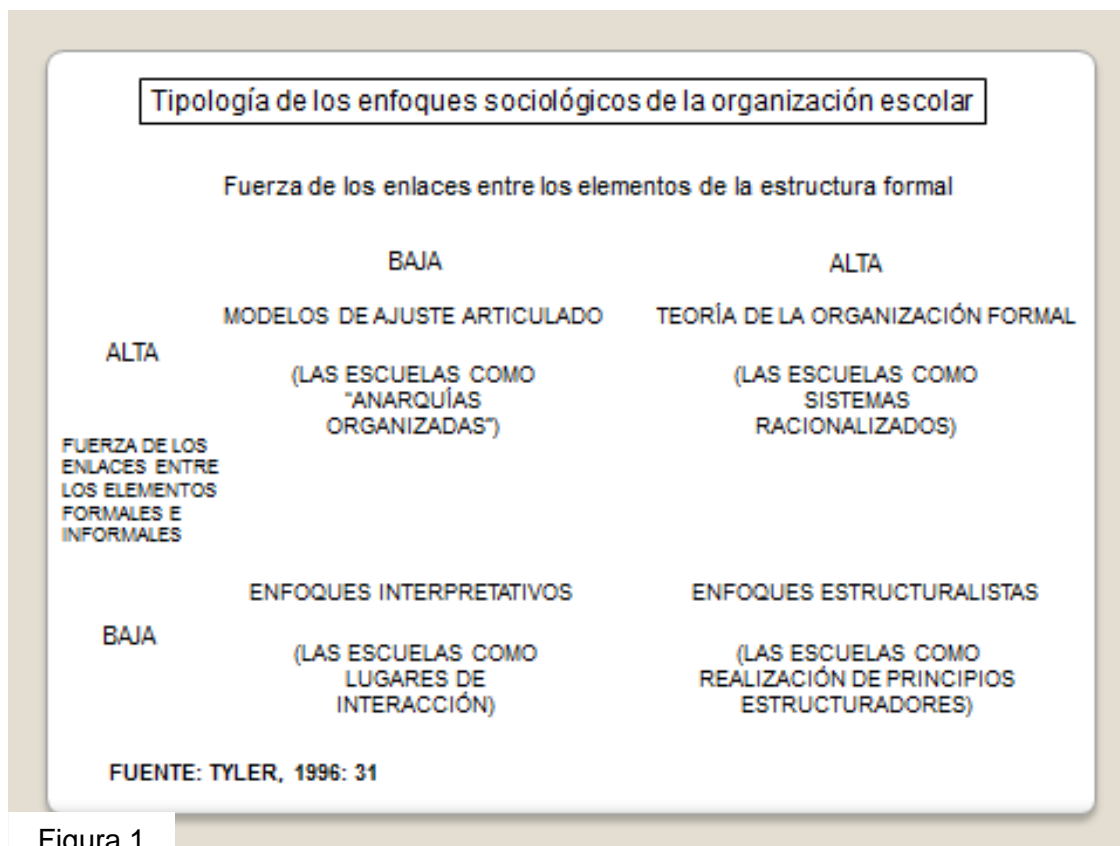 Tipología de los enfoques sociológicos de la organización escolar
Fuerza de los enlaces entre los elementos de la estructura formal
BAJA
ALTA
MODELOS DE AJUSTE ARTICULADO
TEORÍA DE LA ORGANIZACIÓN FORMAL
ALTA
(LAS ESCUELAS COMO
"ANARQUÍAS
ORGANIZADAS")
(LAS ESCUELAS COMO
SISTEMAS
RACIONALIZADOS)
FUERZA DE LOS
ENLACES ENTRE
LOS ELEMENTOS
FORMALES E
INFORMALES
ENFOQUES INTERPRETATIVOS
ENFOQUES ESTRUCTURALISTAS
BAJA
(LAS ESCUELAS COMO
LUGARES DE
INTERACCIÓN)
(LAS ESCUELAS COMO
REALIZACIÓN DE PRINCIPIOS
ESTRUCTURADORES)
FUENTE: TYLER, 1996: 31
Figura 1